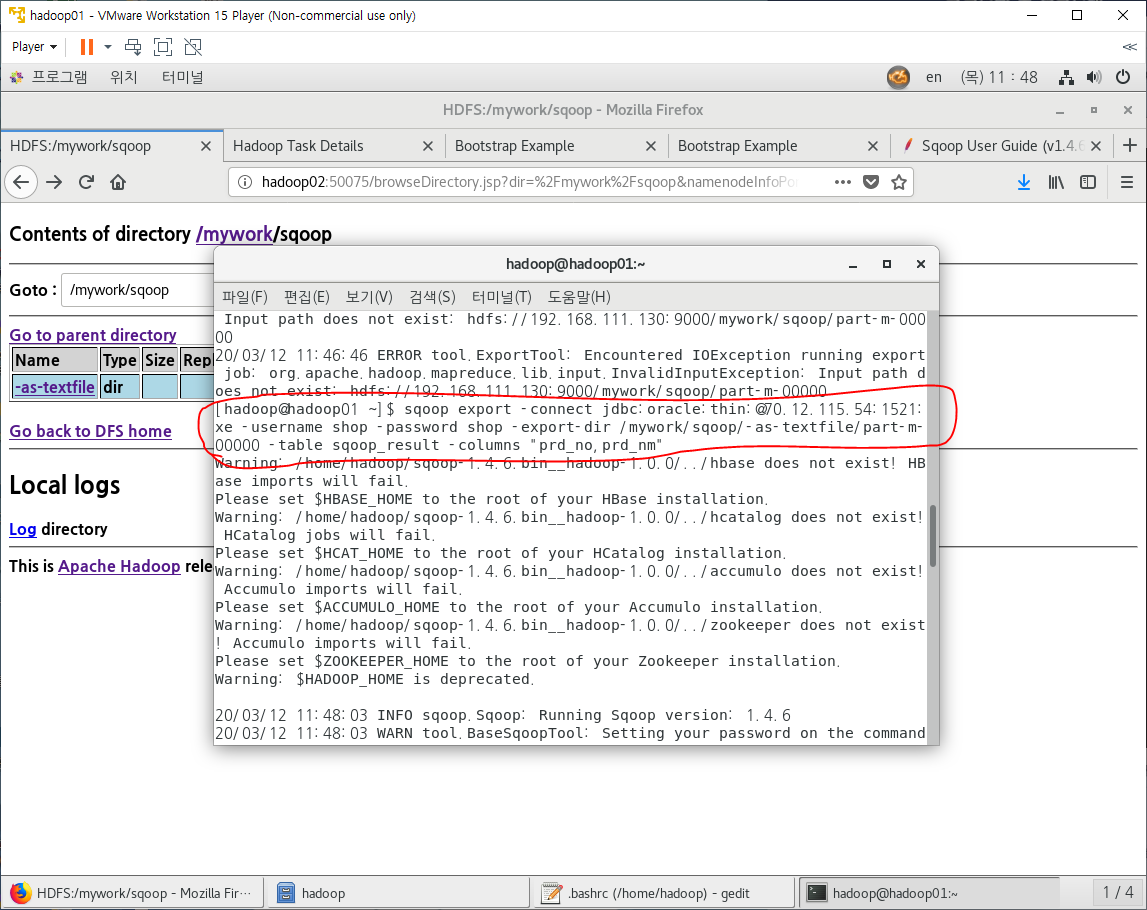 hadoop01 - VMware Workstation 15 Player (Non-commercial use only)
Player
프로그램 위치 터미널 en (목) 11 : 48
HDFS:/mywork/sqoop - Mozilla Firefox
HDFS:/mywork/sqoop Hadoop Task Details Bootstrap Example Bootstrap Example Sqoop User Guide (v1.4.6
hadoop02:50075/browseDirectory.jsp?dir=%2Fmywork%2Fsqoop&namenodeInfoPo
Contents of directory /mywork/sqoop
Goto : /mywork/sqoop
Go to parent directory
Name Type Size Repl
-as-textfile dir
Go back to DFS home
Local logs
Log directory
This is Apache Hadoop rele
hadoop@hadoop01:~
파일(F) 편집(E) 보기(V) 검색(S) 터미널(T) 도움말(H)
Input path does not exist: hdfs://192.168.111.130:9000/mywork/sqoop/part-m-000
00
20/03/12 11:46:46 ERROR tool.ExportTool: Encountered IOException running export
job: org.apache.hadoop.mapreduce.lib.input.InvalidInputException: Input path d
oes not exist: hdfs://192.168.111.130:9000/mywork/sqoop/part-m-00000
[hadoop@hadoop01 ~]$ sqoop export -connect jdbc:oracle:thin:@70.12.115.54:1521:
xe -username shop -password shop -export-dir /mywork/sqoop/-as-textfile/part-m-
00000 -table sqoop_result -columns "prd_no,prd_nm"
Warning: /home/hadoop/sqoop-1.4.6.bin__hadoop-1.0.0/../hbase does not exist! HB
ase imports will fail.
Please set $HBASE_HOME to the root of your HBase installation.
Warning: /home/hadoop/sqoop-1.4.6.bin__hadoop-1.0.0/../hcatalog does not exist!
HCatalog jobs will fail.
Please set $HCAT_HOME to the root of your HCatalog installation.
Warning: /home/hadoop/sqoop-1.4.6.bin__hadoop-1.0.0/../accumulo does not exist!
Accumulo imports will fail.
Please set $ACCUMULO_HOME to the root of your Accumulo installation.
Warning: /home/hadoop/sqoop-1.4.6.bin__hadoop-1.0.0/../zookeeper does not exist
! Accumulo imports will fail.
Please set $ZOOKEEPER_HOME to the root of your Zookeeper installation.
Warning: $HADOOP_HOME is deprecated.
20/03/12 11:48:03 INFO sqoop.Sqoop: Running Sqoop version: 1.4.6
20/03/12 11:48:03 WARN tool.BaseSqoopTool: Setting your password on the command
HDFS:/mywork/sqoop - Mozilla Fir··· hadoop .bashrc (/home/hadoop) - gedit hadoop@hadoop01:~ 1 / 4